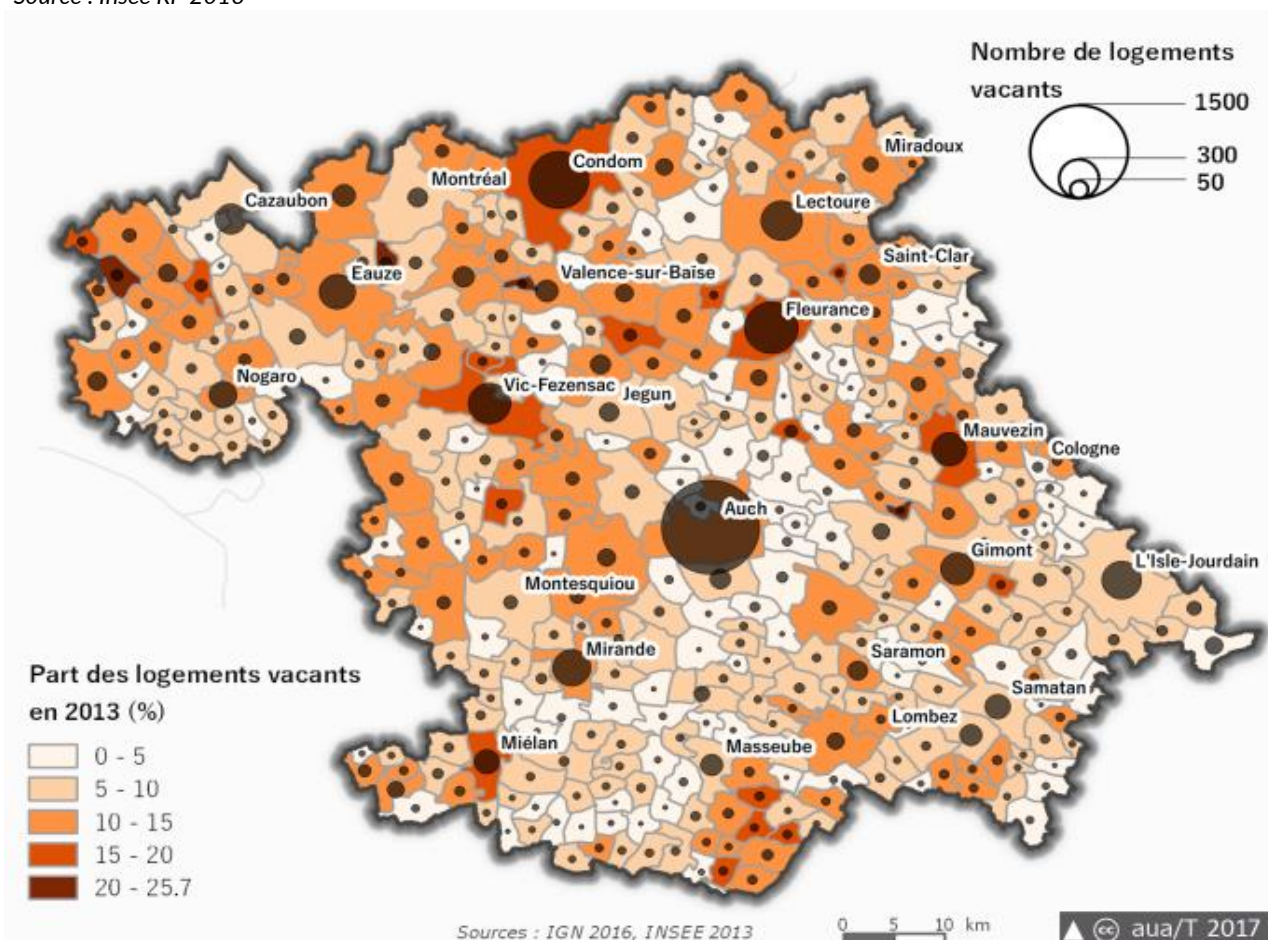 Source : Insee RP 2016
Nombre de logements
vacants
1500
300
50
Miradoux
Condom
Montréal
Cazaubon
Lectoure
Saint-Clar
Eauze
Valence-sur-Baïse
Fleurance
Nogaro
Vic-Fezensac
Jegun
Mauvezin
Cologne
Auch
Gimont
L'Isle-Jourdain
Montesquiou
Mirande
Saramon
Samatan
Lombez
Miélan
Masseube
Part des logements vacants
en 2013 (%)
0 - 5
5 - 10
10 - 15
15 - 20
20 - 25.7
Sources : IGN 2016, INSEE 2013
0 5 10 km
cc aua/T 2017